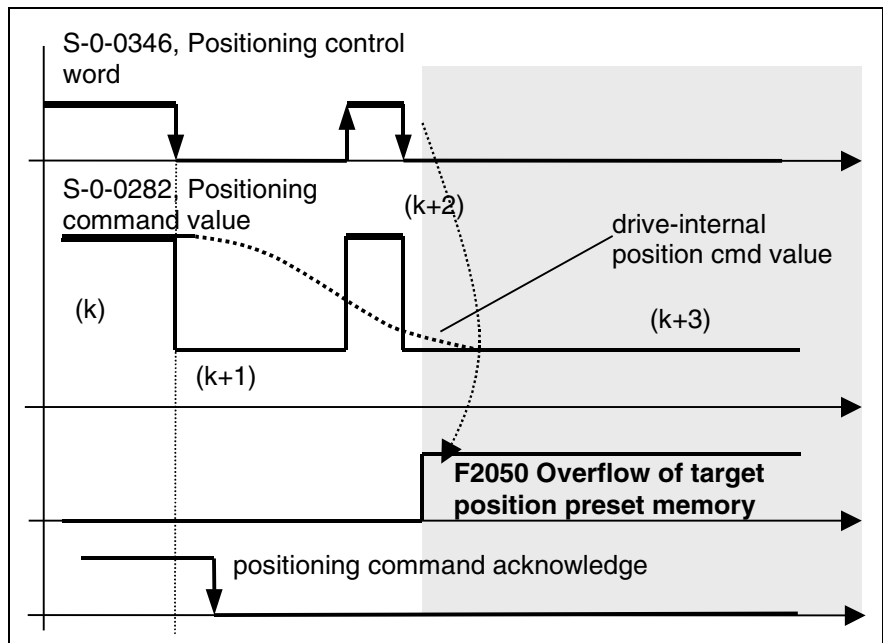 S-0-0346, Positioning control
word
S-0-0282, Positioning
command value
(k+2)
drive-internal
position cmd value
(k)
(k+3)
(k+1)
F2050 Overflow of target
position preset memory
positioning command acknowledge